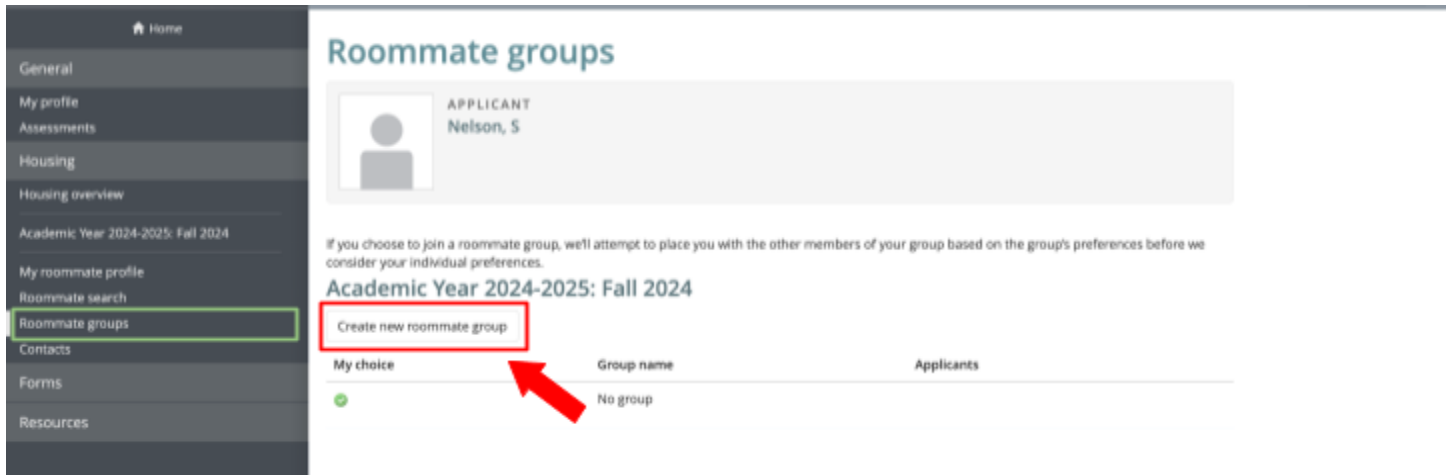 Home
General
My profile
Assessments
Housing
Housing overview
Academic Year 2024-2025: Fall 2024
My roommate profile
Roommate search
Roommate groups
Contacts
Forms
Resources
Roommate groups
APPLICANT
Nelson, S
If you choose to join a roommate group, we'll attempt to place you with the other members of your group based on the group's preferences before we
consider your individual preferences.
Academic Year 2024-2025: Fall 2024
Create new roommate group
My choice Group name Applicants
No group